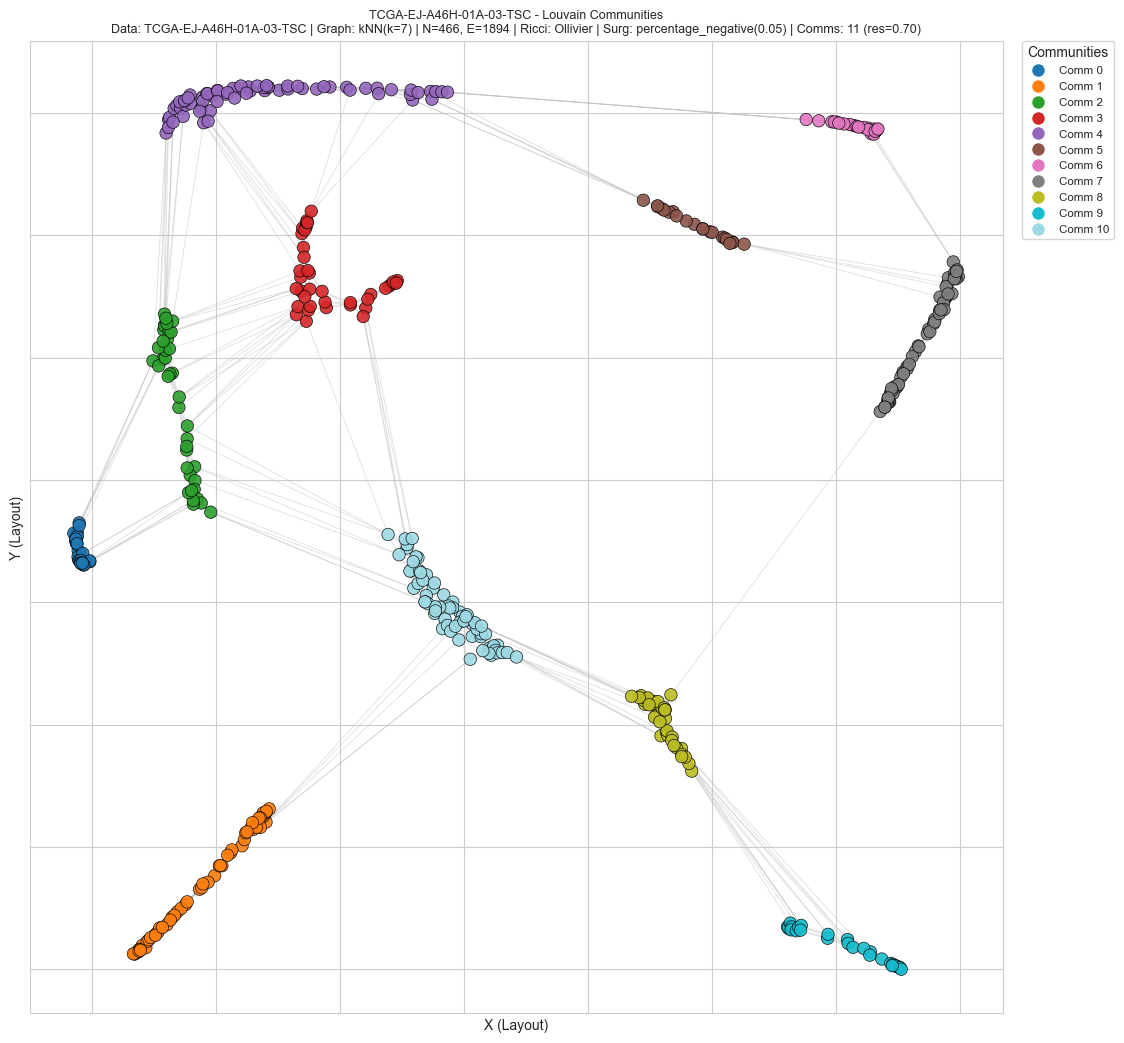 TCGA-EJ-A46H-01A-03-TSC - Louvain Communities
Data: TCGA-EJ-A46H-01A-03-TSC | Graph: kNN(k=7) | N=466, E=1894 | Ricci: Ollivier | Surg: percentage_negative(0.05) | Comms: 11 (res=0.70)
Communities
Comm 0
Comm 1
Comm 2
Comm 3
Comm 4
Comm 5
Comm 6
Comm 7
Comm 8
Comm 9
Comm 10
Y (Layout)
X (Layout)